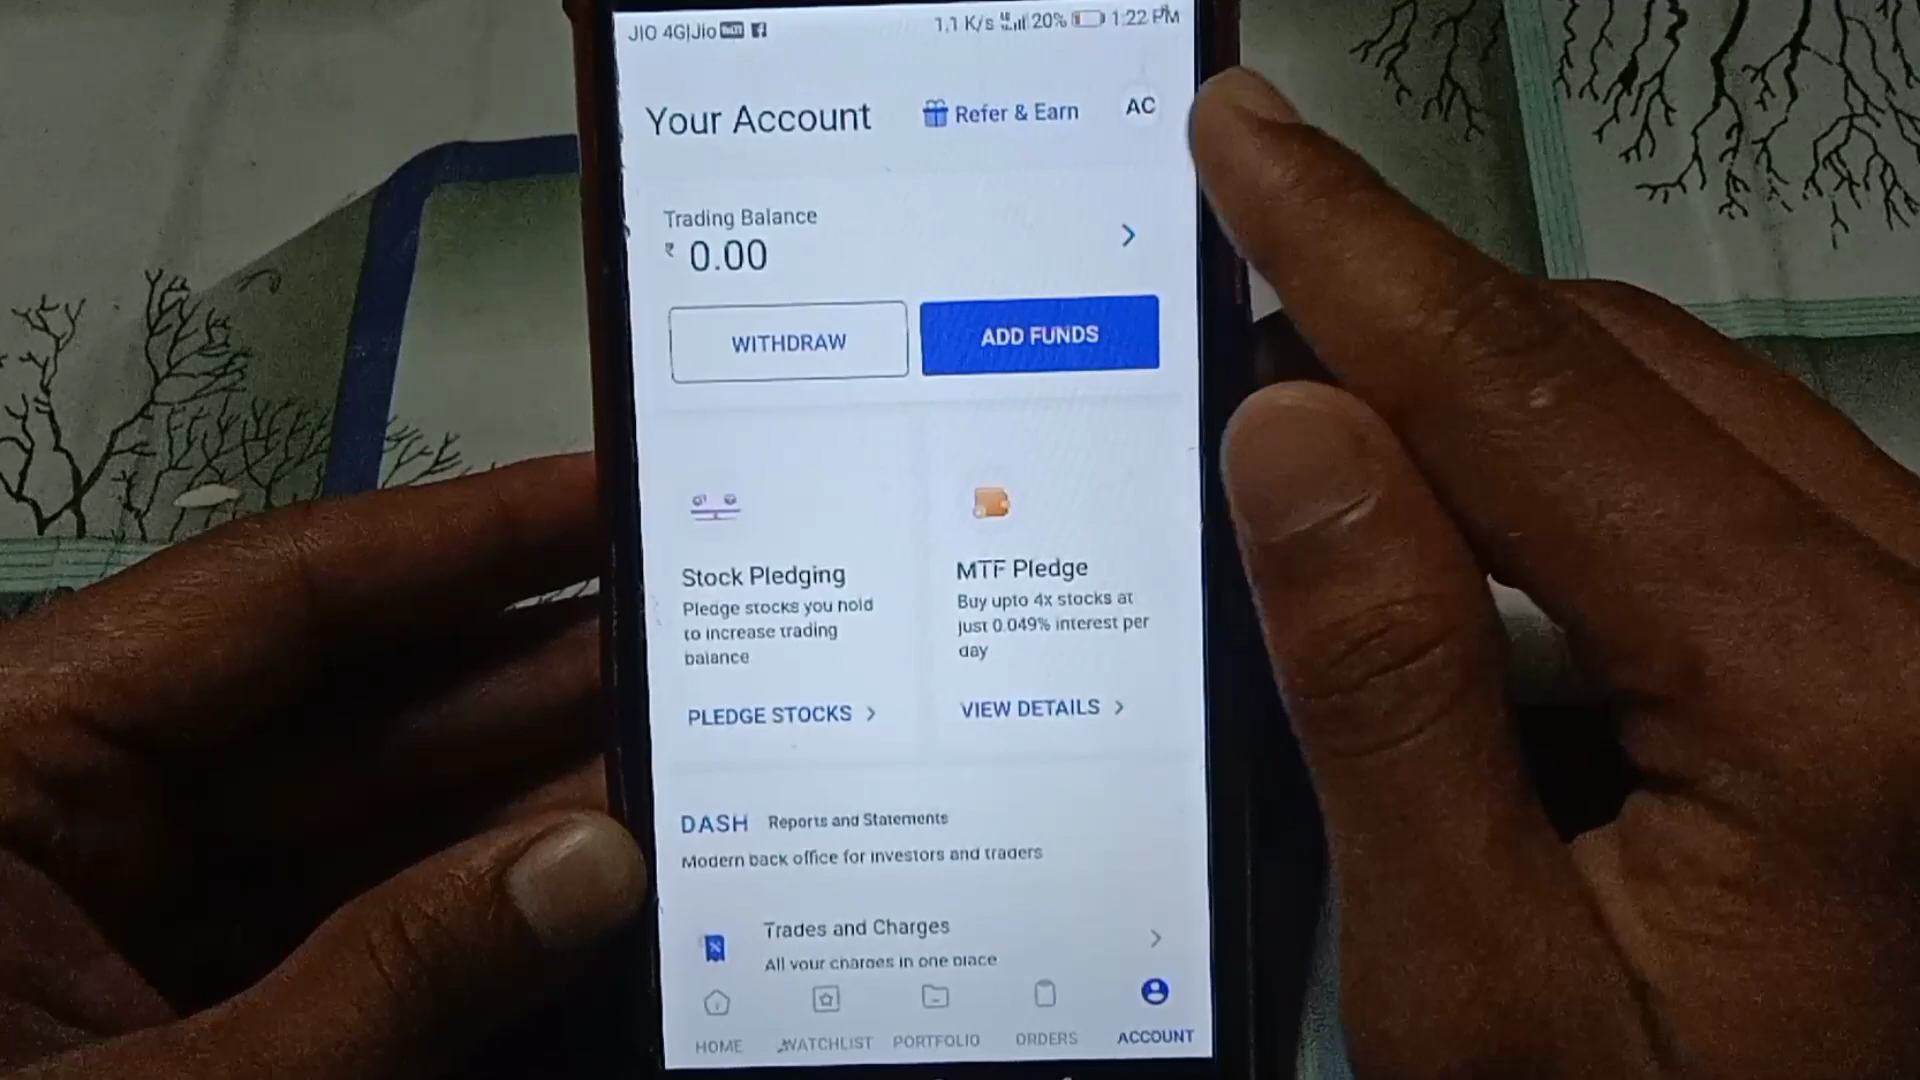 JIO 4G|Jio 1.1 K/s 20% 1:22 PM
Your Account Refer & Earn AC
Trading Balance
₹ 0.00
WITHDRAW ADD FUNDS
Stock Pledging
Pledge stocks you hold
to increase trading
balance
PLEDGE STOCKS >
MTF Pledge
Buy upto 4x stocks at
just 0.049% interest per
day
VIEW DETAILS >
DASH Reports and Statements
Modern back office for investors and traders
Trades and Charges
All your charges in one place
HOME WATCHLIST PORTFOLIO ORDERS ACCOUNT